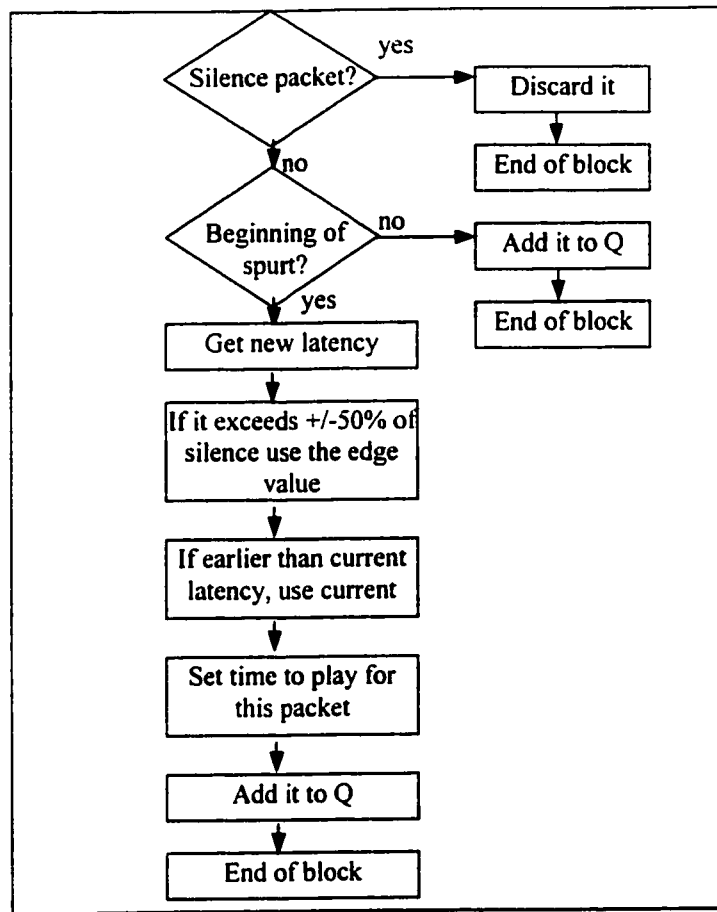 yes
Silence packet?
Discard it
End of block
no
Beginning of
spurt?
no
Add it to Q
End of block
yes
Get new latency
If it exceeds +/-50% of
silence use the edge
value
If earlier than current
latency, use current
Set time to play for
this packet
Add it to Q
End of block